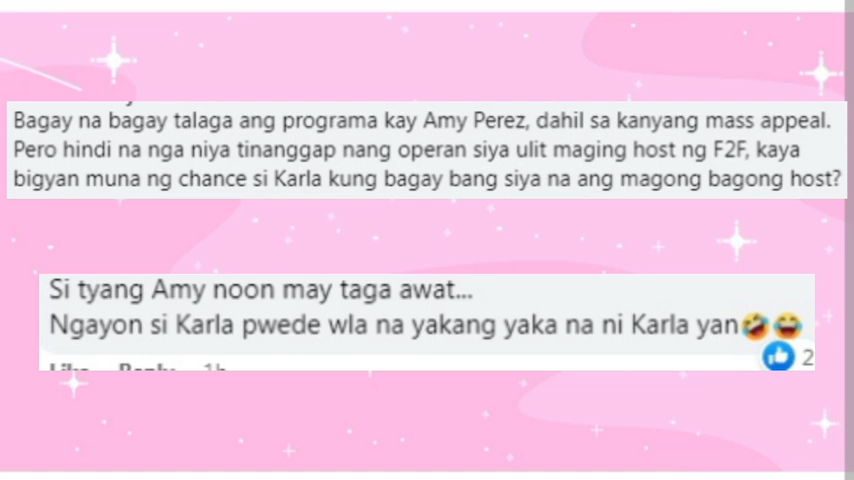 Bagay na bagay talaga ang programa kay Amy Perez, dahil sa kanyang mass appeal.
Pero hindi na nga niya tinanggap nang operan siya ulit maging host ng F2F, kaya
bigyan muna ng chance si Karla kung bagay bang siya na ang magong bagong host?
Si tyang Amy noon may taga awat...
Ngayon si Karla pwede wla na yakang yaka na ni Karla yan🤣😂
2